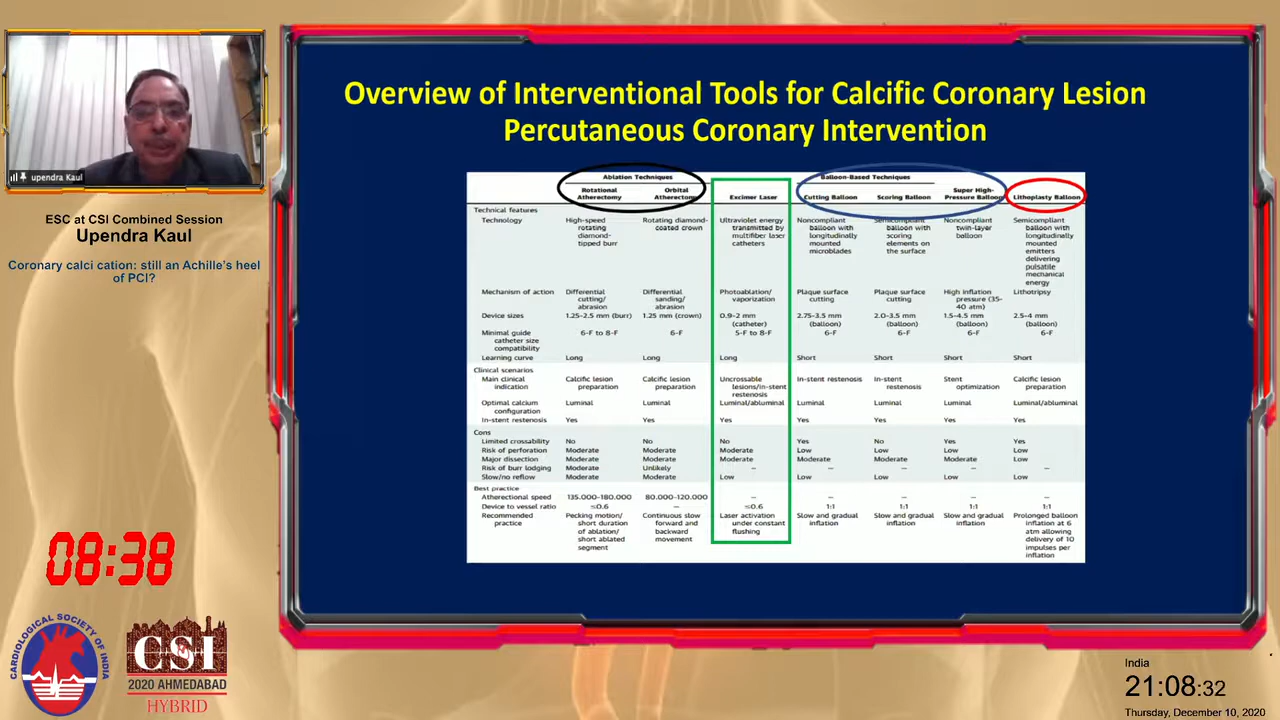 Overview of Interventional Tools for Calcific Coronary Lesion
Percutaneous Coronary Intervention
upendra Kaul
ESC at CSI Combined Session
Upendra Kaul
Coronary calci cation: still an Achille's heel
of PCI?
Ablation Techniques
Balloon-Based Techniques
Rotational Atherectomy
Orbital Atherectomy
Excimer Laser
Cutting Balloon
Scoring Balloon
Super High-Pressure Balloon
Lithoplasty Balloon
Technical features
Technology
High-speed rotating diamond-tipped burr
Rotating diamond-coated crown
Ultraviolet energy transmitted by multifiber laser catheters
Noncompliant balloon with longitudinally mounted microblades
Semicompliant balloon with scoring elements on the surface
Noncompliant twin-layer balloon
Semicompliant balloon with longitudinally mounted emitters delivering pulsatile mechanical energy
Mechanism of action
Differential cutting/abrasion
Differential sanding/abrasion
Photoablation/vaporization
Plaque surface cutting
Plaque surface cutting
High inflation pressure (35-40 atm)
Lithotripsy
Device sizes
1.25-2.5 mm (burr)
1.25 mm (crown)
0.9-2 mm (catheter)
2.75-3.5 mm (balloon)
2.0-3.5 mm (balloon)
1.5-4.5 mm (balloon)
2.5-4 mm (balloon)
Minimal guide catheter size compatibility
6-F to 8-F
6-F
5-F to 8-F
6-F
6-F
6-F
6-F
Learning curve
Long
Long
Long
Short
Short
Short
Short
Clinical scenarios
Main clinical indication
Calcific lesion preparation
Calcific lesion preparation
Uncrossable lesions/in-stent restenosis
In-stent restenosis
In-stent restenosis
Stent optimization
Calcific lesion preparation
Optimal calcium configuration
Luminal
Luminal
Luminal/abluminal
Luminal
Luminal
Luminal
Luminal/abluminal
In-stent restenosis
Yes
Yes
Yes
Yes
Yes
Yes
Yes
Cons
Limited crossability
No
No
No
Yes
No
Yes
Yes
Risk of perforation
Moderate
Moderate
Moderate
Low
Low
Low
Low
Major dissection
Moderate
Moderate
Moderate
Moderate
Moderate
Moderate
Low
Risk of burr lodging
Moderate
Unlikely
–
–
–
–
–
Slow/no reflow
Moderate
Moderate
Low
Low
Low
Low
Low
Best practice
Atherectional speed
135.000-180.000
80.000-120.000
–
–
–
–
–
Device to vessel ratio
≤0.6
–
≤0.6
1:1
1:1
1:1
1:1
Recommended practice
Pecking motion/short duration of ablation/short ablated segment
Continuous slow forward and backward movement
Laser activation under constant flushing
Slow and gradual inflation
Slow and gradual inflation
Slow and gradual inflation
Prolonged balloon inflation at 6 atm allowing delivery of 10 impulses per inflation
08:38
CARDIOLOGICAL SOCIETY OF INDIA
CSI
2020 AHMEDABAD
HYBRID
India
21:08:32
Thursday, December 10, 2020